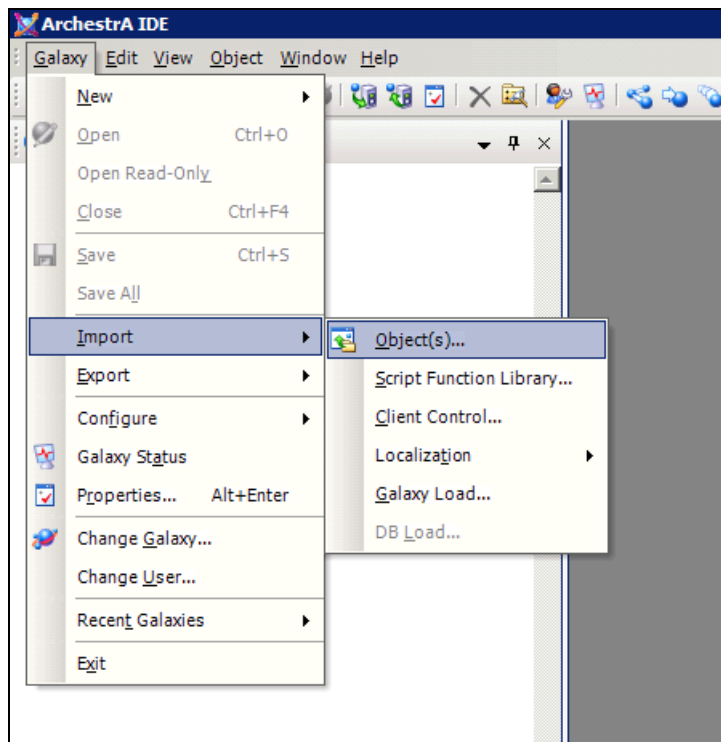 ArchestrA IDE
Galaxy Edit View Object Window Help
New
Open Ctrl+O
Open Read-Only
Close Ctrl+F4
Save Ctrl+S
Save All
Import
Object(s)...
Export
Script Function Library...
Configure
Client Control...
Galaxy Status
Localization
Properties... Alt+Enter
Galaxy Load...
Change Galaxy...
DB Load...
Change User...
Recent Galaxies
Exit